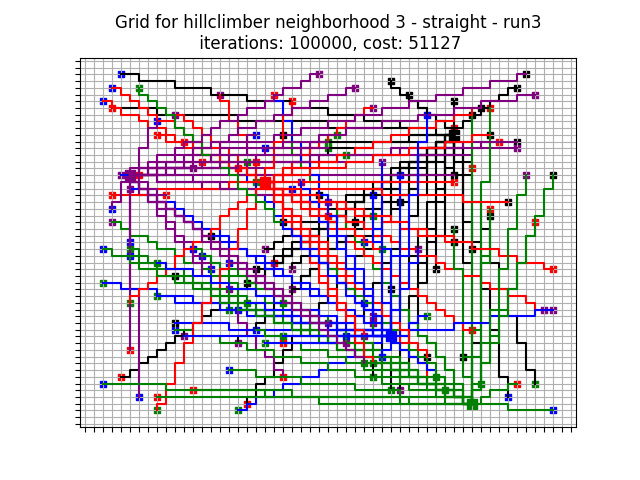 Grid for hillclimber neighborhood 3 - straight - run3
iterations: 100000, cost: 51127